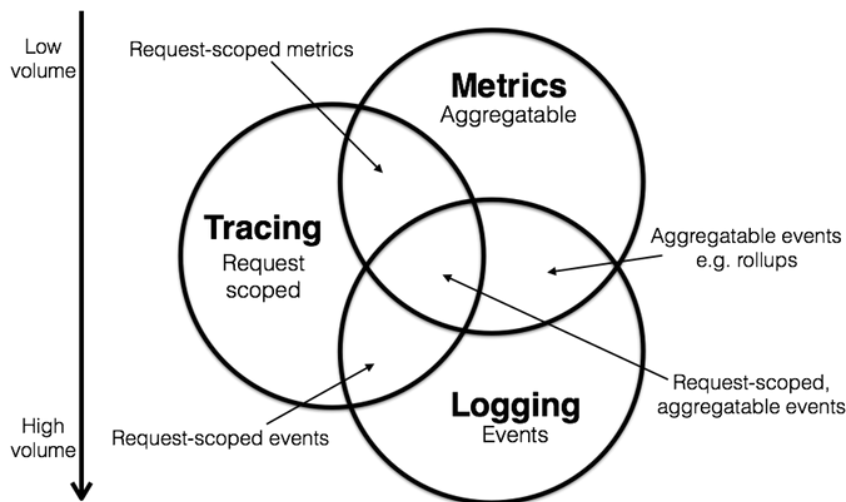 Low
volume
Request-scoped metrics
Metrics
Aggregatable
Tracing
Request
scoped
Aggregatable events
e.g. rollups
Request-scoped,
aggregatable events
Logging
Events
High
volume
Request-scoped events